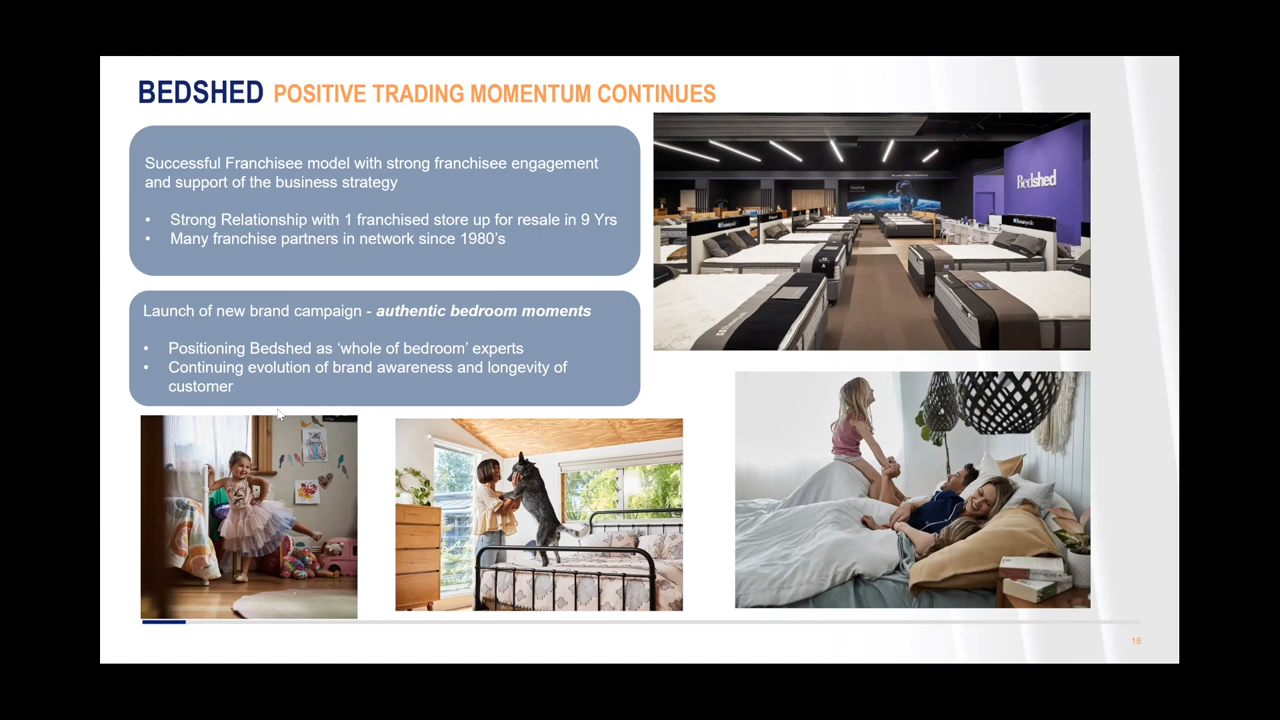 BEDSHED POSITIVE TRADING MOMENTUM CONTINUES
Successful Franchisee model with strong franchisee engagement
and support of the business strategy
• Strong Relationship with 1 franchised store up for resale in 9 Yrs
• Many franchise partners in network since 1980's
Launch of new brand campaign - authentic bedroom moments
• Positioning Bedshed as ‘whole of bedroom’ experts
• Continuing evolution of brand awareness and longevity of
customer
Bedshed
18